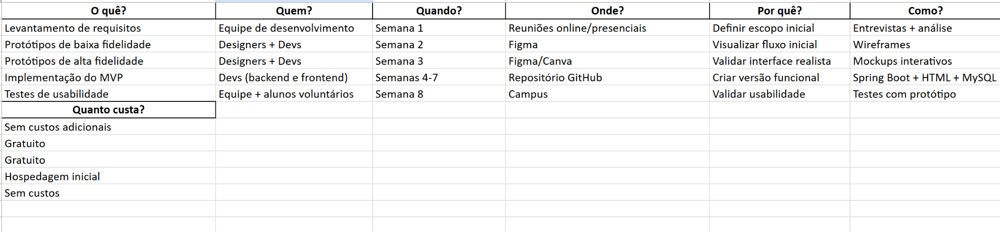 O quê? Quem? Quando? Onde? Por quê? Como?
Levantamento de requisitos Equipe de desenvolvimento Semana 1 Reuniões online/presenciais Definir escopo inicial Entrevistas + análise
Protótipos de baixa fidelidade Designers + Devs Semana 2 Figma Visualizar fluxo inicial Wireframes
Protótipos de alta fidelidade Designers + Devs Semana 3 Figma/Canva Validar interface realista Mockups interativos
Implementação do MVP Devs (backend e frontend) Semanas 4-7 Repositório GitHub Criar versão funcional Spring Boot + HTML + MySQL
Testes de usabilidade Equipe + alunos voluntários Semana 8 Campus Validar usabilidade Testes com protótipo
Quanto custa?
Sem custos adicionais
Gratuito
Gratuito
Hospedagem inicial
Sem custos